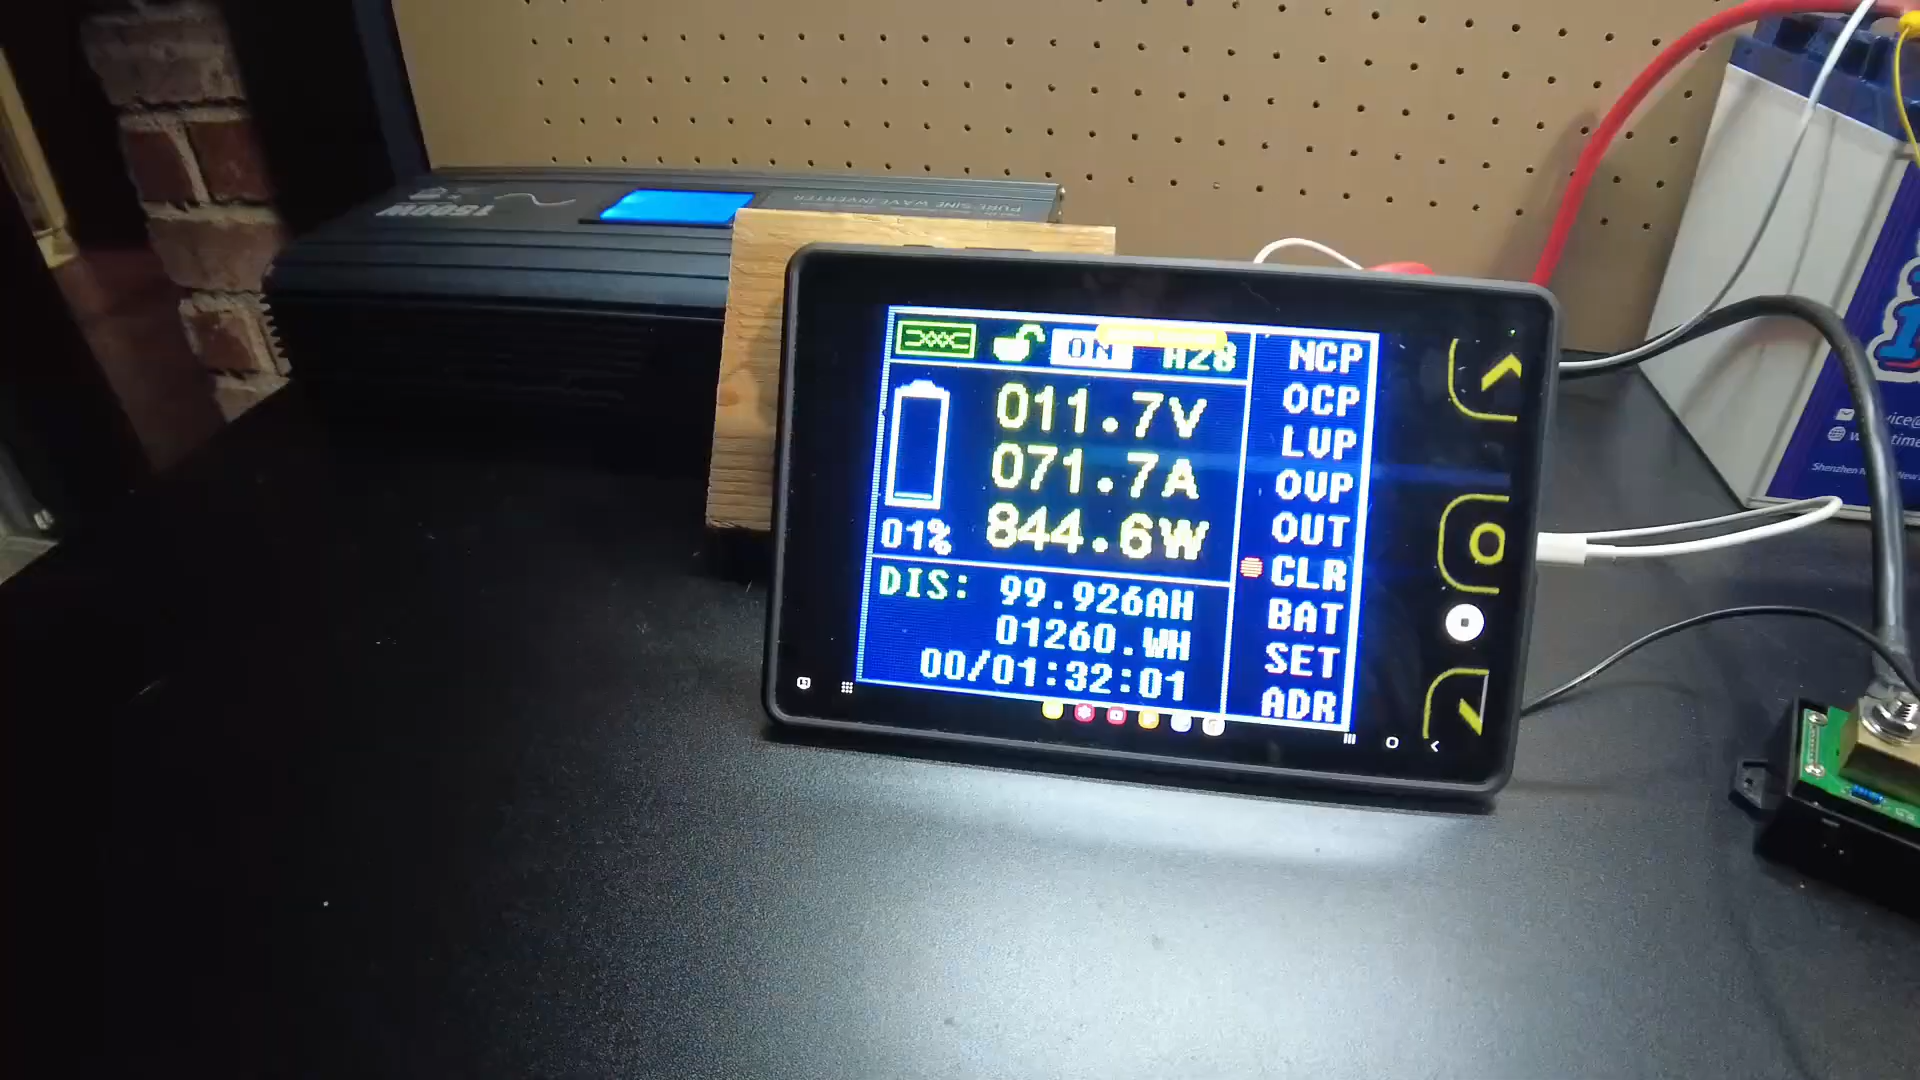 1500W
PURE SINE WAVE INVERTER
ON
NCP
OCP
LVP
OVP
OUT
CLR
BAT
SET
ADR
011.7V
071.7A
844.6W
01%
DIS: 99.926AH
01260.WH
00/01:32:01
Shenzhen